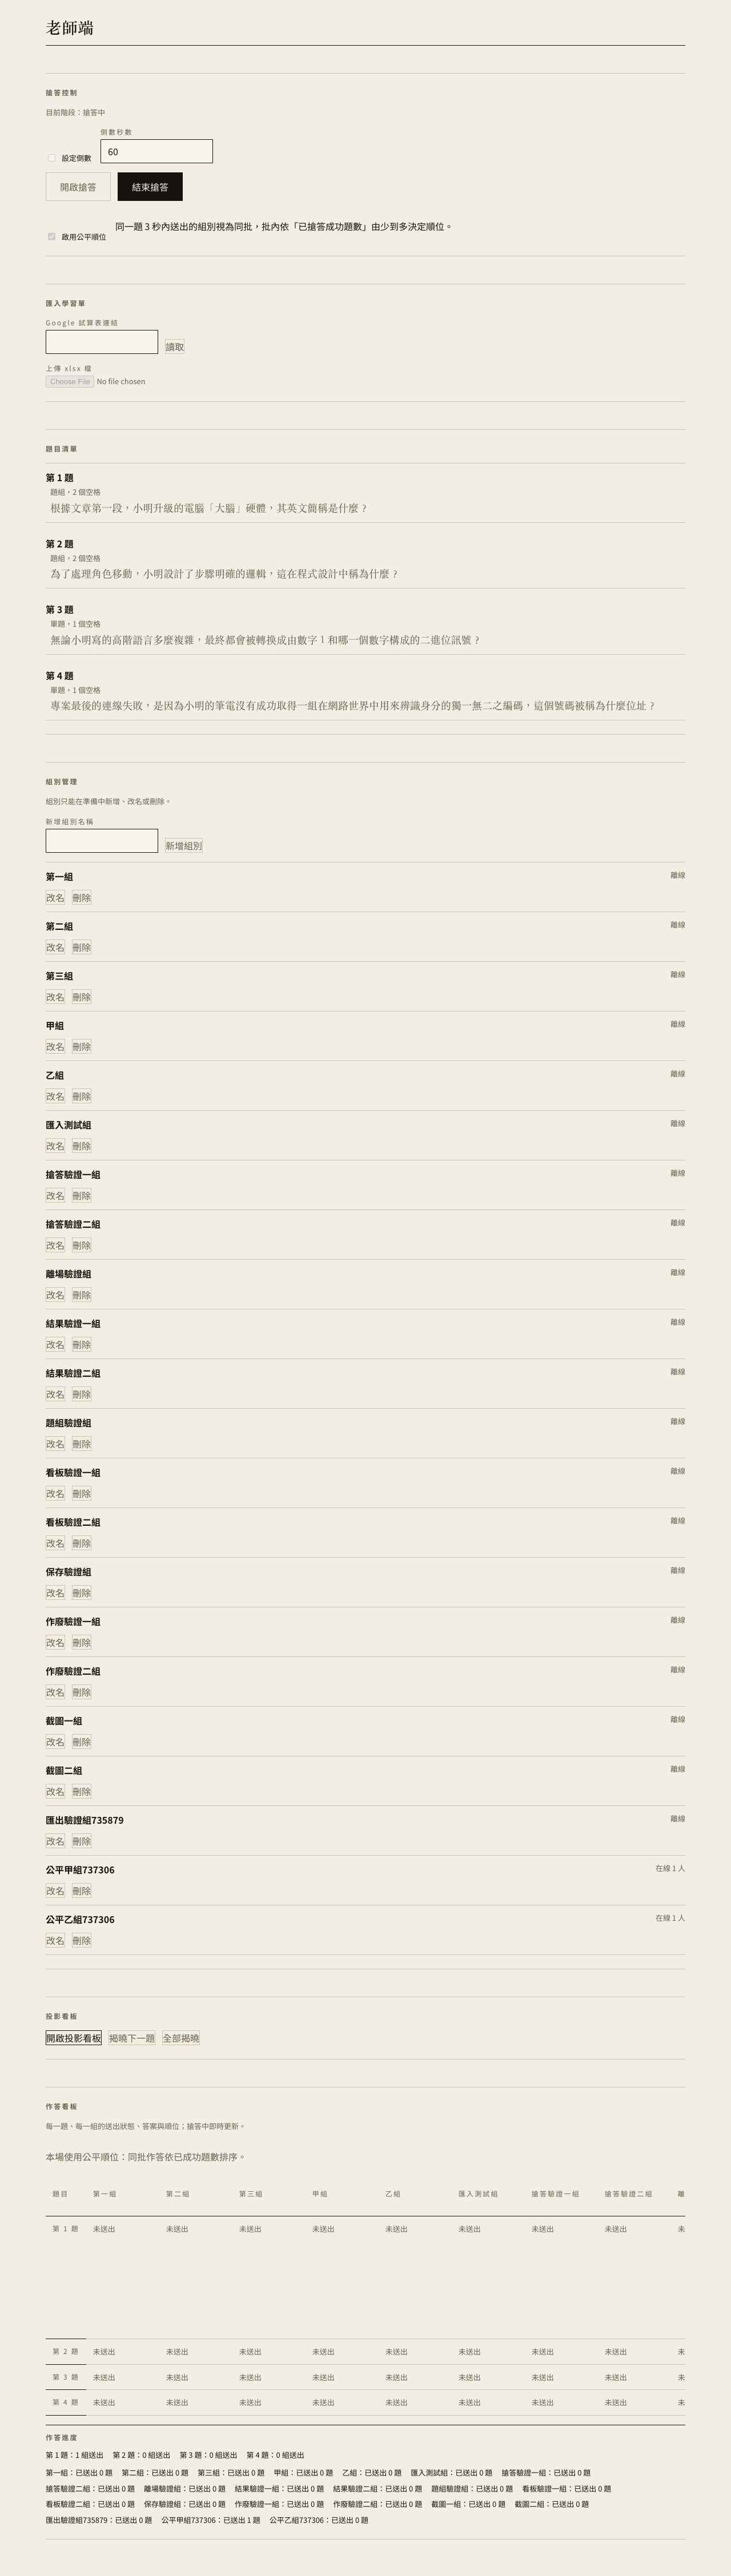 老師端
搶答控制
目前階段：搶答中
倒數秒數
設定倒數 60
開啟搶答 結束搶答
同一題 3 秒內送出的組別視為同批，批內依「已搶答成功題數」由少到多決定順位。
啟用公平順位
匯入學習單
Google 試算表連結
讀取
上傳 xlsx 檔
Choose File No file chosen
題目清單
第 1 題
題組，2 個空格
根據文章第一段，小明升級的電腦「大腦」硬體，其英文簡稱是什麼？
第 2 題
題組，2 個空格
為了處理角色移動，小明設計了步驟明確的邏輯，這在程式設計中稱為什麼？
第 3 題
單題，1 個空格
無論小明寫的高階語言多麼複雜，最終都會被轉換成由數字 1 和哪一個數字構成的二進位訊號？
第 4 題
單題，1 個空格
專案最後的連線失敗，是因為小明的筆電沒有成功取得一組在網路世界中用來辨識身分的獨一無二之編碼，這個號碼被稱為什麼位址？
組別管理
組別只能在準備中新增、改名或刪除。
新增組別名稱
新增組別
第一組 離線
改名 刪除
第二組 離線
改名 刪除
第三組 離線
改名 刪除
甲組 離線
改名 刪除
乙組 離線
改名 刪除
匯入測試組 離線
改名 刪除
搶答驗證一組 離線
改名 刪除
搶答驗證二組 離線
改名 刪除
離場驗證組 離線
改名 刪除
結果驗證一組 離線
改名 刪除
結果驗證二組 離線
改名 刪除
題組驗證組 離線
改名 刪除
看板驗證一組 離線
改名 刪除
看板驗證二組 離線
改名 刪除
保存驗證組 離線
改名 刪除
作廢驗證一組 離線
改名 刪除
作廢驗證二組 離線
改名 刪除
截圖一組 離線
改名 刪除
截圖二組 離線
改名 刪除
匯出驗證組735879 離線
改名 刪除
公平甲組737306 在線 1 人
改名 刪除
公平乙組737306 在線 1 人
改名 刪除
投影看板
開啟投影看板 揭曉下一題 全部揭曉
作答看板
每一題、每一組的送出狀態、答案與順位；搶答中即時更新。
本場使用公平順位：同批作答依已成功題數排序。
題目 第一組 第二組 第三組 甲組 乙組 匯入測試組 搶答驗證一組 搶答驗證二組 離
第 1 題 未送出 未送出 未送出 未送出 未送出 未送出 未送出 未送出 未
第 2 題 未送出 未送出 未送出 未送出 未送出 未送出 未送出 未送出 未
第 3 題 未送出 未送出 未送出 未送出 未送出 未送出 未送出 未送出 未
第 4 題 未送出 未送出 未送出 未送出 未送出 未送出 未送出 未送出 未
作答進度
第 1 題：1 組送出 第 2 題：0 組送出 第 3 題：0 組送出 第 4 題：0 組送出
第一組：已送出 0 題 第二組：已送出 0 題 第三組：已送出 0 題 甲組：已送出 0 題 乙組：已送出 0 題 匯入測試組：已送出 0 題 搶答驗證一組：已送出 0 題
搶答驗證二組：已送出 0 題 離場驗證組：已送出 0 題 結果驗證一組：已送出 0 題 結果驗證二組：已送出 0 題 題組驗證組：已送出 0 題 看板驗證一組：已送出 0 題
看板驗證二組：已送出 0 題 保存驗證組：已送出 0 題 作廢驗證一組：已送出 0 題 作廢驗證二組：已送出 0 題 截圖一組：已送出 0 題 截圖二組：已送出 0 題
匯出驗證組735879：已送出 0 題 公平甲組737306：已送出 1 題 公平乙組737306：已送出 0 題